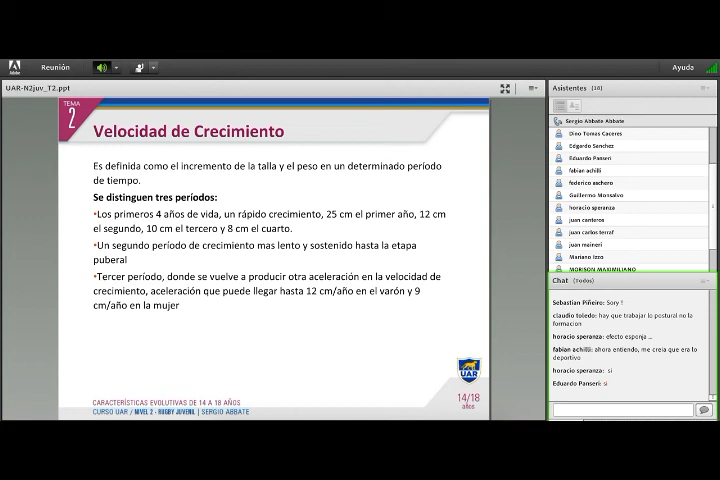 Adobe
Reunión
Ayuda
UAR-N2juv_T2.ppt
TEMA
2
Velocidad de Crecimiento
Es definida como el incremento de la talla y el peso en un determinado período
de tiempo.
Se distinguen tres períodos:
•Los primeros 4 años de vida, un rápido crecimiento, 25 cm el primer año, 12 cm
el segundo, 10 cm el tercero y 8 cm el cuarto.
•Un segundo período de crecimiento mas lento y sostenido hasta la etapa
puberal
•Tercer período, donde se vuelve a producir otra aceleración en la velocidad de
crecimiento, aceleración que puede llegar hasta 12 cm/año en el varón y 9
cm/año en la mujer
UAR
CARACTERÍSTICAS EVOLUTIVAS DE 14 A 18 AÑOS
CURSO UAR / NIVEL 2 - RUGBY JUVENIL | SERGIO ABBATE
14/18
años
Asistentes (16)
Sergio Abbate Abbate
Dino Tomas Caceres
Edgardo Sanchez
Eduardo Panseri
fabian achilli
federico aschero
Guillermo Monsalvo
horacio speranza
juan canteros
juan carlos terraf
juan maineri
Mariano Izzo
MORISON MAXIMILIANO
Chat (Todos)
Sebastian Piñeiro: Sory !
claudio toledo: hay que trabajar lo postural no la
formacion
horacio speranza: efecto esponja ...
fabian achilli: ahora entiendo, me creia que era lo
deportivo
horacio speranza: si
Eduardo Panseri: si